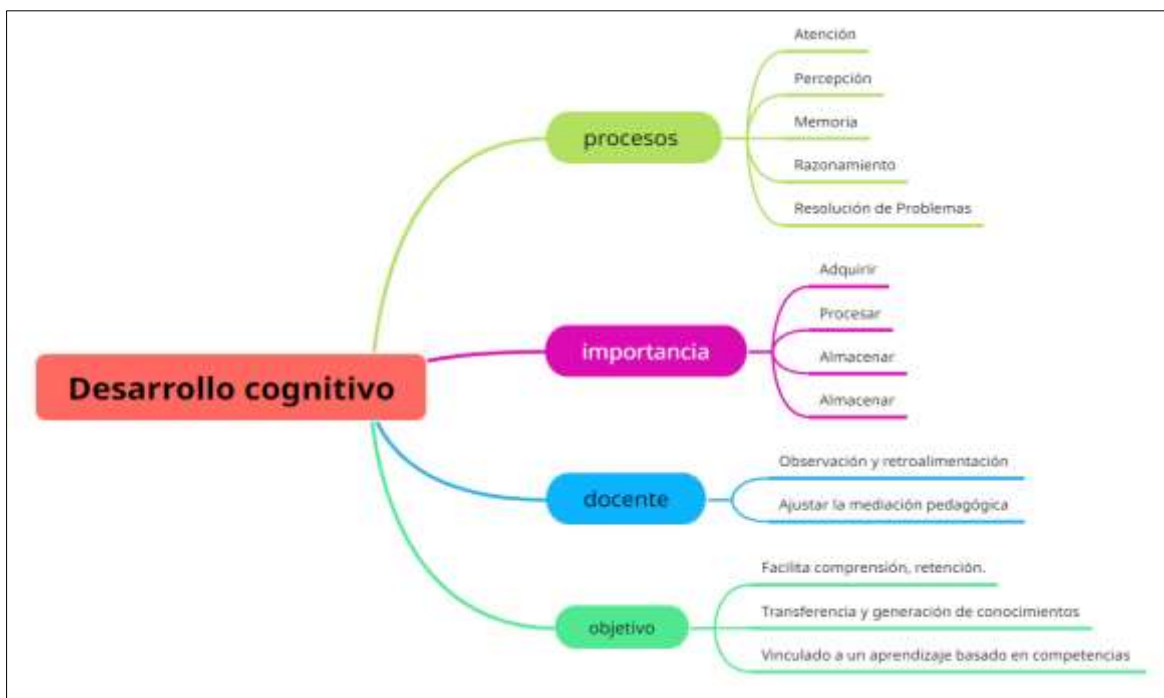 Desarrollo cognitivo
procesos
Atención
Percepción
Memoria
Razonamiento
Resolución de Problemas
importancia
Adquirir
Procesar
Almacenar
Almacenar
docente
Observación y retroalimentación
Ajustar la mediación pedagógica
objetivo
Facilita comprensión, retención.
Transferencia y generación de conocimientos
Vinculado a un aprendizaje basado en competencias